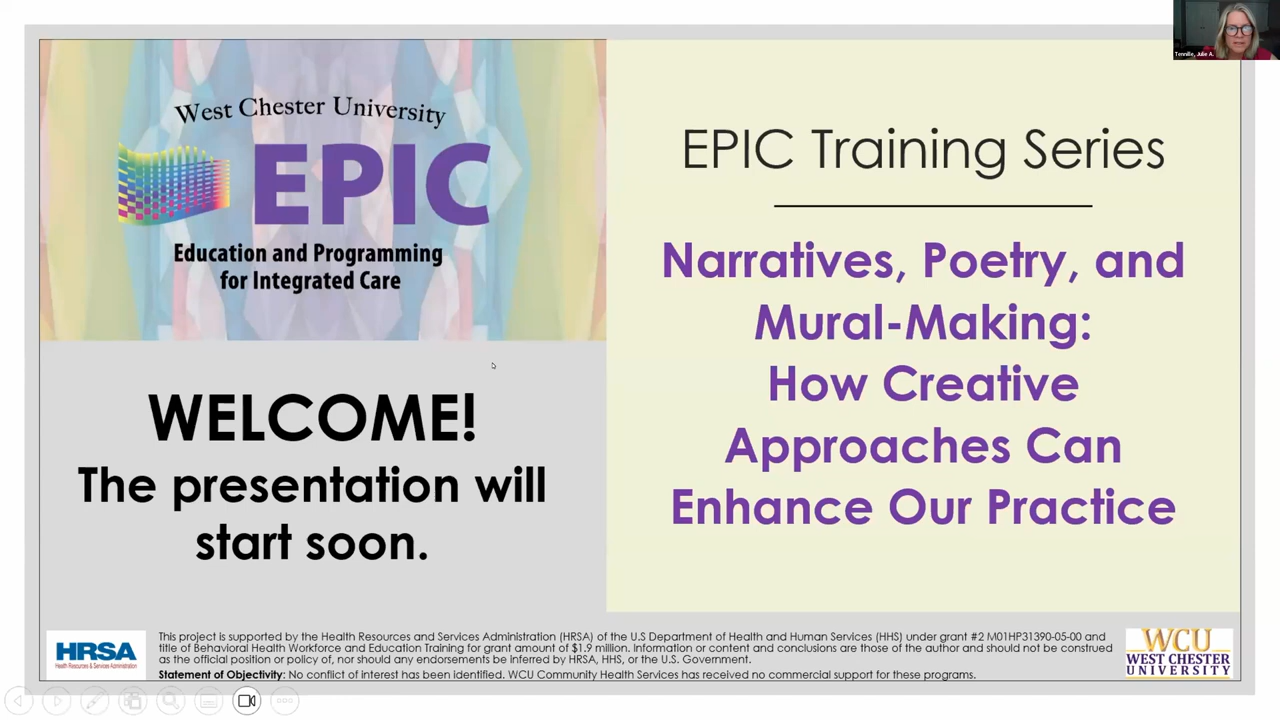 Tennille, Julie A.
West Chester University
EPIC
Education and Programming
for Integrated Care
WELCOME!
The presentation will
start soon.
EPIC Training Series
Narratives, Poetry, and
Mural-Making:
How Creative
Approaches Can
Enhance Our Practice
HRSA
Health Resources & Services Administration
This project is supported by the Health Resources and Services Administration (HRSA) of the U.S Department of Health and Human Services (HHS) under grant #2 M01HP31390-05-00 and
title of Behavioral Health Workforce and Education Training for grant amount of $1.9 million. Information or content and conclusions are those of the author and should not be construed
as the official position or policy of, nor should any endorsements be inferred by HRSA, HHS, or the U.S. Government.
Statement of Objectivity: No conflict of interest has been identified. WCU Community Health Services has received no commercial support for these programs.
WCU
WEST CHESTER
UNIVERSITY